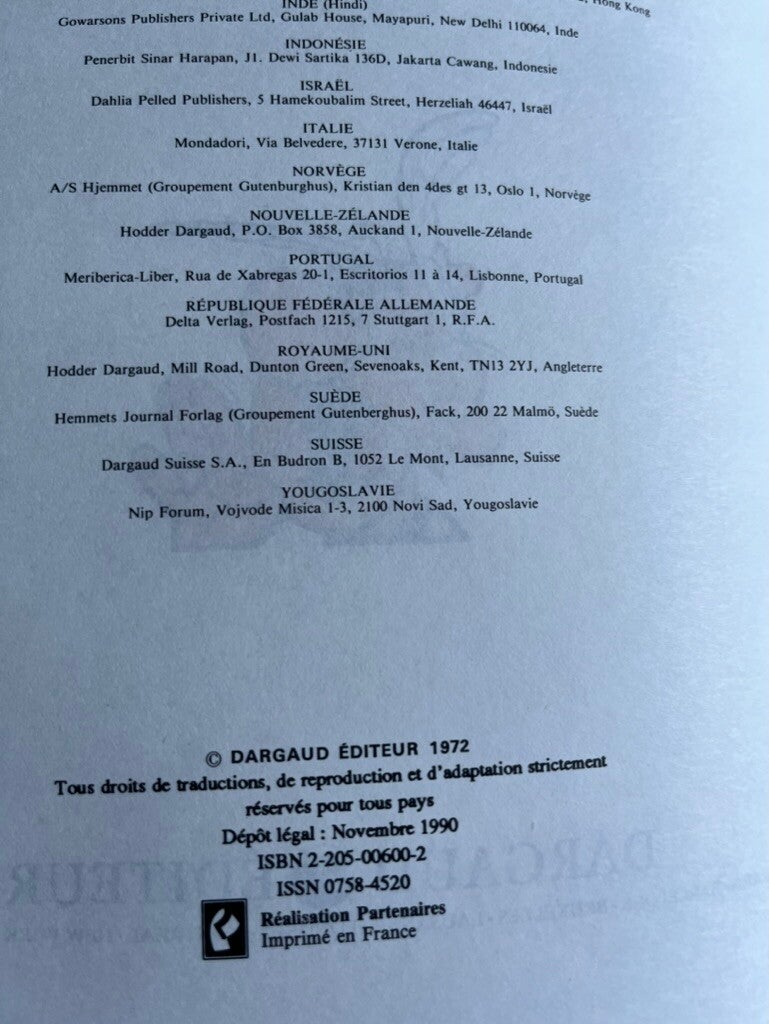 Hong Kong
INDE (Hindi)
Gowarsons Publishers Private Ltd, Gulab House, Mayapuri, New Delhi 110064, Inde
INDONÉSIE
Penerbit Sinar Harapan, J1. Dewi Sartika 136D, Jakarta Cawang, Indonesie
ISRAËL
Dahlia Pelled Publishers, 5 Hamekoubalim Street, Herzeliah 46447, Israël
ITALIE
Mondadori, Via Belvedere, 37131 Verone, Italie
NORVÈGE
A/S Hjemmet (Groupement Gutenburghus), Kristian den 4des gt 13, Oslo 1, Norvège
NOUVELLE-ZÉLANDE
Hodder Dargaud, P.O. Box 3858, Auckand 1, Nouvelle-Zélande
PORTUGAL
Meriberica-Liber, Rua de Xabregas 20-1, Escritorios 11 à 14, Lisbonne, Portugal
RÉPUBLIQUE FÉDÉRALE ALLEMANDE
Delta Verlag, Postfach 1215, 7 Stuttgart 1, R.F.A.
ROYAUME-UNI
Hodder Dargaud, Mill Road, Dunton Green, Sevenoaks, Kent, TN13 2YJ, Angleterre
SUÈDE
Hemmets Journal Forlag (Groupement Gutenberghus), Fack, 200 22 Malmö, Suède
SUISSE
Dargaud Suisse S.A., En Budron B, 1052 Le Mont, Lausanne, Suisse
YOUGOSLAVIE
Nip Forum, Vojvode Misica 1-3, 2100 Novi Sad, Yougoslavie
© DARGAUD ÉDITEUR 1972
Tous droits de traductions, de reproduction et d'adaptation strictement
réservés pour tous pays
Dépôt légal : Novembre 1990
ISBN 2-205-00600-2
ISSN 0758-4520
Réalisation Partenaires
Imprimé en France